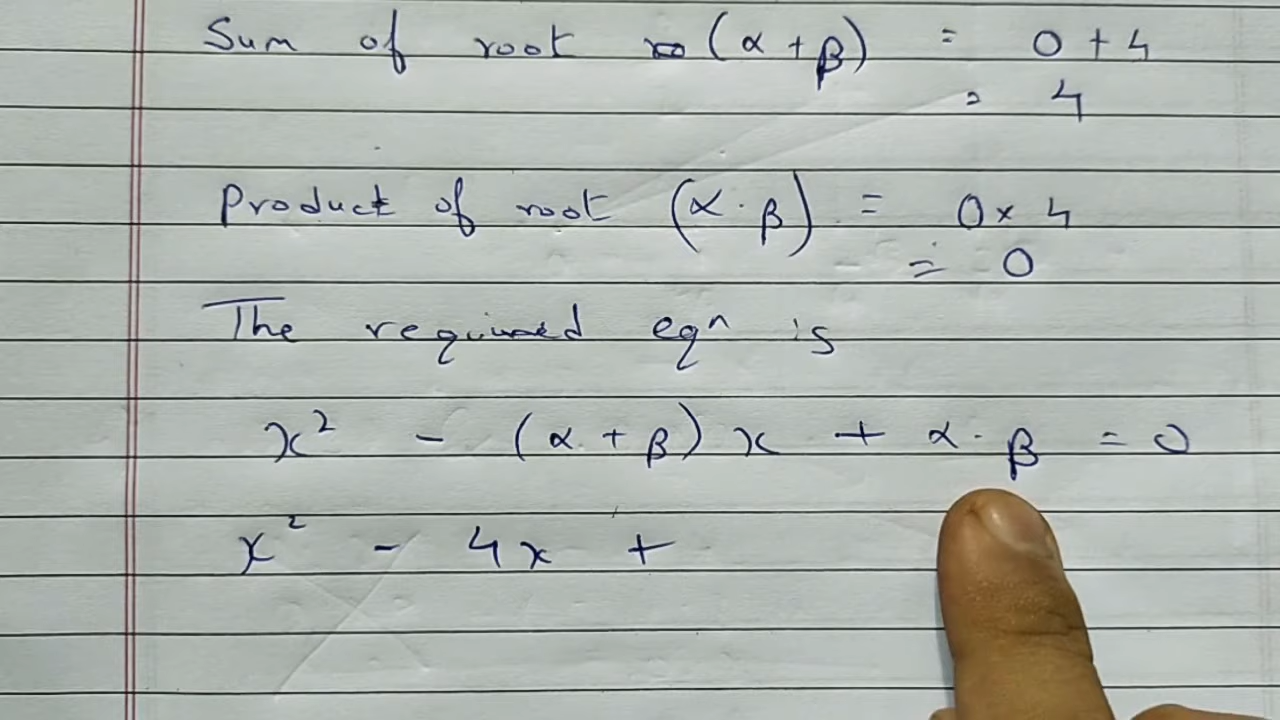 Sum of root (α + β) = 0 + 4
= 4
Product of root (α . β) = 0 × 4
= 0
The required eqⁿ is
x² - (α + β) x + α . β = 0
x² - 4x +